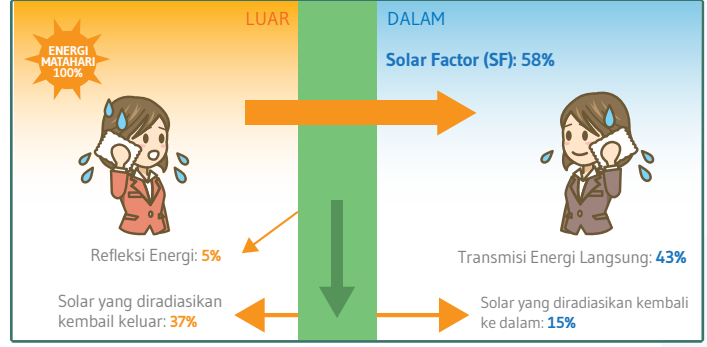 LUAR
DALAM
ENERGI
MATAHARI
100%
Solar Factor (SF): 58%
Refleksi Energi: 5%
Transmisi Energi Langsung: 43%
Solar yang diradiasikan
kembail keluar: 37%
Solar yang diradiasikan kembali
ke dalam: 15%